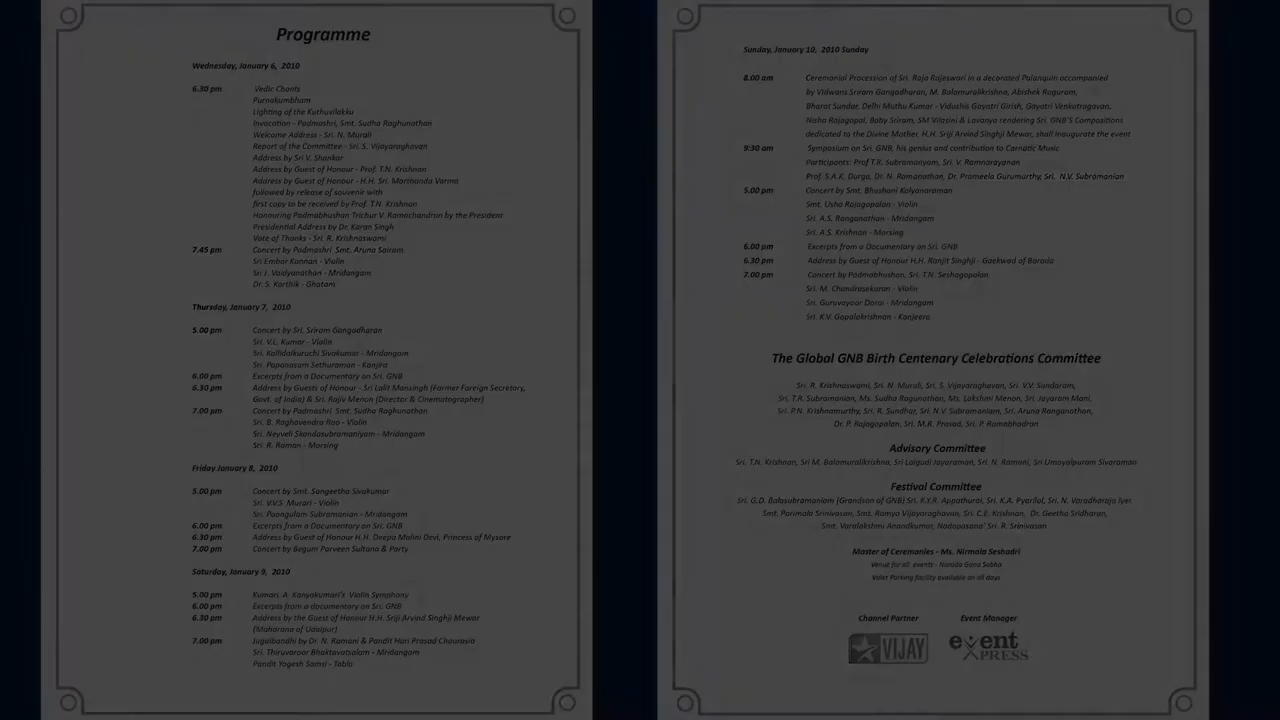 Programme
Wednesday, January 6, 2010
6.30 pm Vedic Chants
Purnakumbham
Lighting of the Kuthuvilakku
Invocation - Padmashri, Smt. Sudha Raghunathan
Welcome Address - Sri. N. Murali
Report of the Committee - Sri. S. Vijayaraghavan
Address by Sri V. Shankar
Address by Guest of Honour - Prof. T.N. Krishnan
Address by Guest of Honour - H.H. Sri. Marthanda Varma
followed by release of souvenir with
first copy to be received by Prof. T.N. Krishnan
Honouring Padmabhushan Trichur V. Ramachandran by the President
Presidential Address by Dr. Karan Singh
Vote of Thanks - Sri. R. Krishnaswami
7.45 pm Concert by Padmashri Smt. Aruna Sairam
Sri Embar Kannan - Violin
Sri J. Vaidyanathan - Mridangam
Dr. S. Karthik - Ghatam
Thursday, January 7, 2010
5.00 pm Concert by Sri. Sriram Gangadharan
Sri. V.L. Kumar - Violin
Sri. Kallidaikuruchi Sivakumar - Mridangam
Sri. Papanasam Sethuraman - Kanjira
6.00 pm Excerpts from a Documentary on Sri. GNB
6.30 pm Address by Guests of Honour - Sri Lalit Mansingh (Farmer Foreign Secretary,
Govt. of India) & Sri. Rajiv Menon (Director & Cinematographer)
7.00 pm Concert by Padmashri Smt. Sudha Raghunathan
Sri. B. Raghavendra Rao - Violin
Sri. Neyveli Skandasubramaniyam - Mridangam
Sri. R. Raman - Morsing
Friday January 8, 2010
5.00 pm Concert by Smt. Sangeetha Sivakumar
Sri. V.V.S Murari - Violin
Sri. Poongulam Subramanian - Mridangam
6.00 pm Excerpts from a Documentary on Sri. GNB
6.30 pm Address by Guest of Honour H.H. Deepa Malini Devi, Princess of Mysore
7.00 pm Concert by Begum Parveen Sultana & Party
Saturday, January 9, 2010
5.00 pm Kumari. A. Kanyakumari's Violin Symphony
6.00 pm Excerpts from a documentary on Sri. GNB
6.30 pm Address by the Guest of Honour H.H. Sriji Arvind Singhji Mewar
(Maharana of Udaipur)
7.00 pm Jugalbandhi by Dr. N. Ramani & Pandit Hari Prasad Chourasia
Sri. Thiruvaroor Bhaktavatsalam - Mridangam
Pandit Yogesh Samsi - Tabla
Sunday, January 10, 2010 Sunday
8.00 am Ceremonial Procession of Sri. Raja Rajeswari in a decorated Palanquin accompanied
by Vidwans Sriram Gangadharan, M. Balamuralikrishna, Abishek Raguram,
Bharat Sundar, Delhi Muthu Kumar - Vidushis Gayatri Girish, Gayatri Venkatragavan,
Nisha Rajagopal, Baby Sriram, SM Vilasini & Lavanya rendering Sri. GNB'S Compositions
dedicated to the Divine Mother. H.H. Sriji Arvind Singhji Mewar, shall inaugurate the event
9:30 am Symposium on Sri. GNB, his genius and contribution to Carnatic Music
Participants: Prof T.R. Subramaniyam, Sri. V. Ramnarayanan
Prof. S.A.K. Durga, Dr. N. Ramanathan, Dr. Prameela Gurumurthy, Sri. N.V. Subramanian
5.00 pm Concert by Smt. Bhushani Kalyanaraman
Smt. Usha Rajagopalan - Violin
Sri. A.S. Ranganathan - Mridangam
Sri. A.S. Krishnan - Morsing
6.00 pm Excerpts from a Documentary on Sri. GNB
6.30 pm Address by Guest of Honour H.H. Ranjit Singhji - Gaekwad of Baroda
7.00 pm Concert by Padmabhushan, Sri. T.N. Seshagopalan
Sri. M. Chandrasekaran - Violin
Sri. Guruvayoor Dorai - Mridangam
Sri. K.V. Gopalakrishnan - Kanjeera
The Global GNB Birth Centenary Celebrations Committee
Sri. R. Krishnaswami, Sri. N. Murali, Sri. S. Vijayaraghavan, Sri. V.V. Sundaram,
Sri. T.R. Subramanian, Ms. Sudha Ragunathan, Ms. Lakshmi Menon, Sri. Jayaram Mani,
Sri. P.N. Krishnamurthy, Sri. R. Sundhar, Sri. N.V. Subramaniam, Sri. Aruna Ranganathan,
Dr. P. Rajagopalan, Sri. M.R. Prasad, Sri. P. Ramabhadran
Advisory Committee
Sri. T.N. Krishnan, Sri M. Balamuralikrishna, Sri Lalgudi Jayaraman, Sri. N. Ramani, Sri Umayalpuram Sivaraman
Festival Committee
Sri. G.D. Balasubramaniam (Grandson of GNB) Sri. K.Y.R. Appathurai, Sri. K.A. Pyarilal, Sri. N. Varadharaja Iyer,
Smt. Parimala Srinivasan, Smt. Ramya Vijayaraghavan, Sri. C.E. Krishnan, Dr. Geetha Sridharan,
Smt. Varalakshmi Anandkumar, 'Nadopasana' Sri. R. Srinivasan
Master of Ceremonies - Ms. Nirmala Seshadri
Venue for all events - Narada Gana Sabha
Valet Parking facility available on all days
Channel Partner Event Manager
VIJAY
event XPRESS